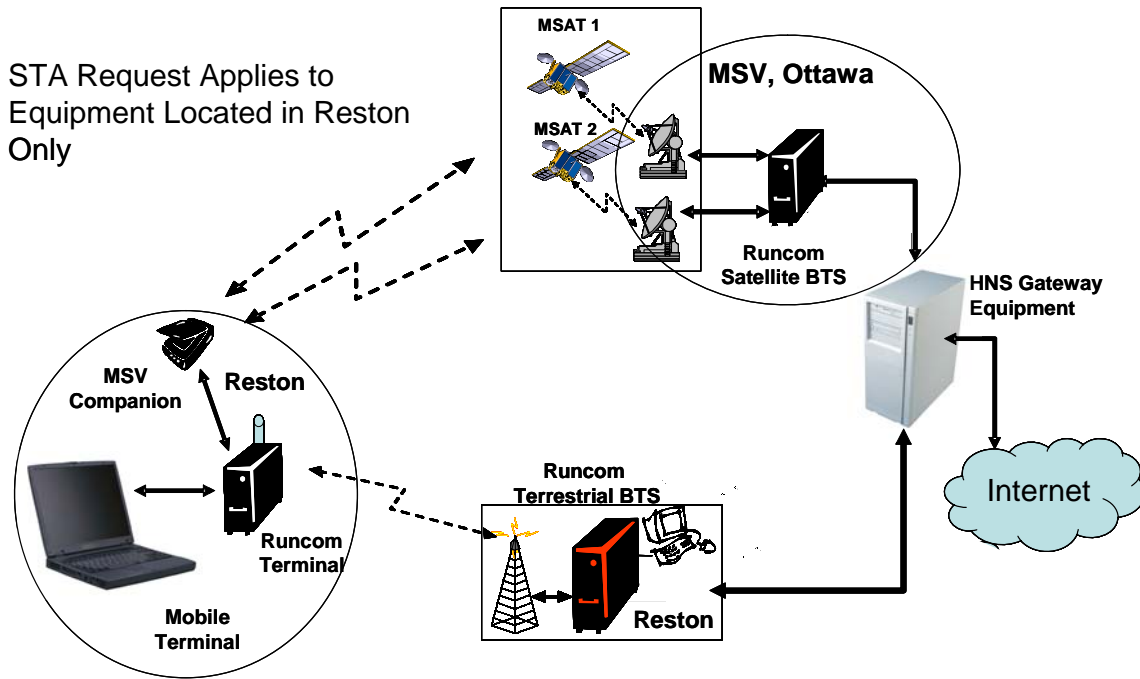 STA Request Applies to
Equipment Located in Reston
Only
MSAT 1
MSAT 2
MSV, Ottawa
Runcom
Satellite BTS
HNS Gateway
Equipment
MSV
Companion
Reston
Runcom
Terminal
Mobile
Terminal
Runcom
Terrestrial BTS
Reston
Internet